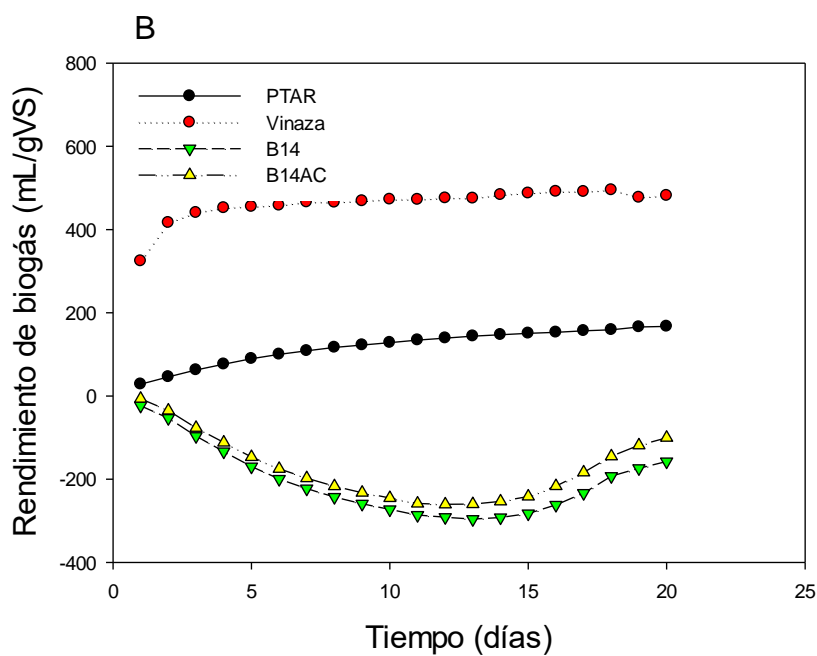 B
Rendimiento de biogás (mL/gVS)
800
600
400
200
0
-200
-400
PTAR
Vinaza
B14
B14AC
0 5 10 15 20 25
Tiempo (días)